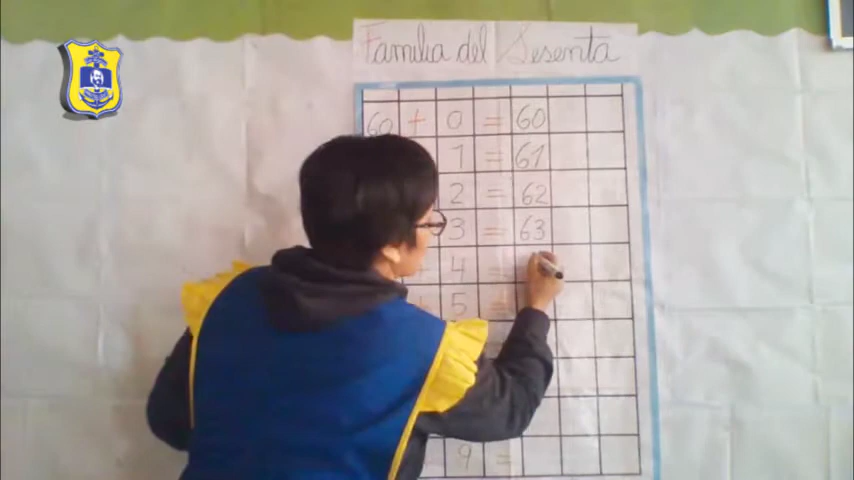 Familia del Sesenta
60 + 0 = 60
1 = 61
2 = 62
3 = 63
+ 4 =
+ 5 =
9 =